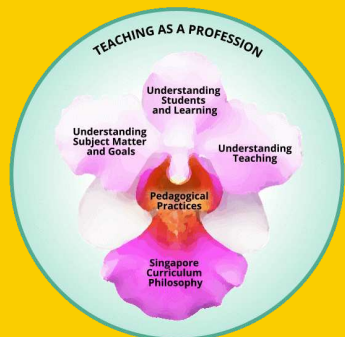 TEACHING AS A PROFESSION
Understanding
Students
and Learning
Understanding
Subject Matter
and Goals
Understanding
Teaching
Pedagogical
Practices
Singapore
Curriculum
Philosophy